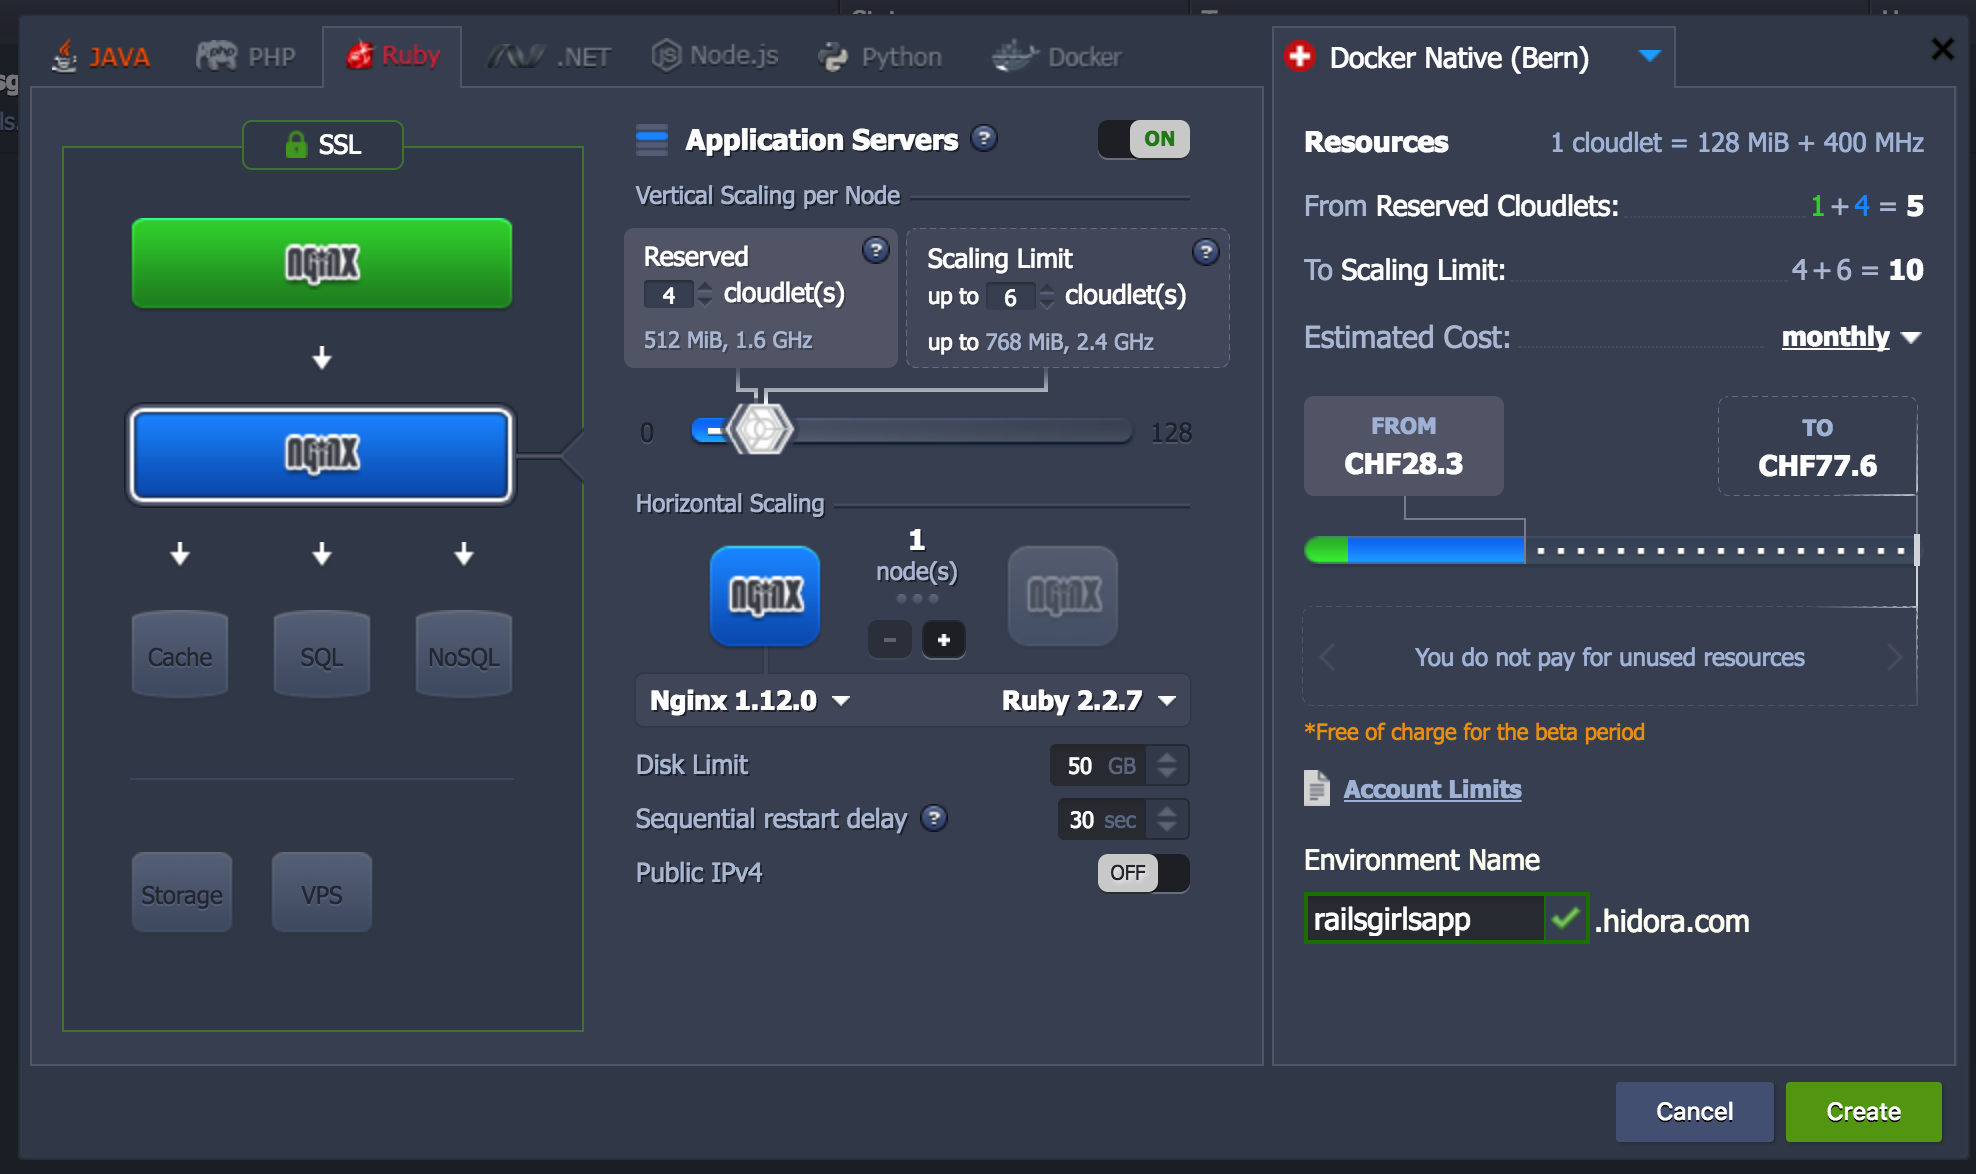 JAVA
PHP
Ruby
.NET
Node.js
Python
Docker
Docker Native (Bern)
SSL
NGINX
NGINX
Cache
SQL
NoSQL
Storage
VPS
Application Servers ?
ON
Vertical Scaling per Node
Reserved ?
4 cloudlet(s)
512 MiB, 1.6 GHz
Scaling Limit ?
up to 6 cloudlet(s)
up to 768 MiB, 2.4 GHz
0
128
Horizontal Scaling
NGINX
1
node(s)
- +
NGINX
Nginx 1.12.0
Ruby 2.2.7
Disk Limit 50 GB
Sequential restart delay ? 30 sec
Public IPv4 OFF
Resources 1 cloudlet = 128 MiB + 400 MHz
From Reserved Cloudlets: 1 + 4 = 5
To Scaling Limit: 4 + 6 = 10
Estimated Cost: monthly
FROM
CHF28.3
TO
CHF77.6
You do not pay for unused resources
*Free of charge for the beta period
Account Limits
Environment Name
railsgirlsapp .hidora.com
Cancel
Create